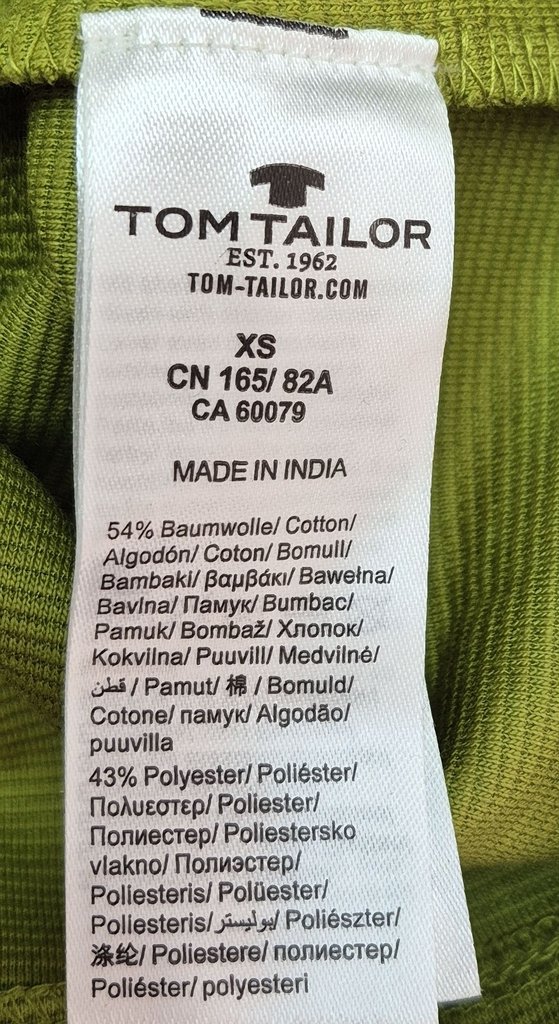 TOM TAILOR
EST. 1962
TOM-TAILOR.COM
XS
CN 165/ 82A
CA 60079
MADE IN INDIA
54% Baumwolle/ Cotton/
Algodón/ Coton/ Bomull/
Bambaki/ βαμβάκι/ Bawełna/
Bavlna/ Памук/ Bumbac/
Pamuk/ Bombaž/ Хлопок/
Kokvilna/ Puuvill/ Medvilné/
قطن / Pamut/ 棉 / Bomuld/
Cotone/ памук/ Algodão/
puuvilla
43% Polyester/ Poliéster/
Πολυεστερ/ Poliester/
Полиестер/ Poliestersko
vlakno/ Полиэстер/
Poliesteris/ Polüester/
Poliesteris/ بوليستر/ Poliészter/
涤纶/ Poliestere/ полиестер/
Poliéster/ polyesteri